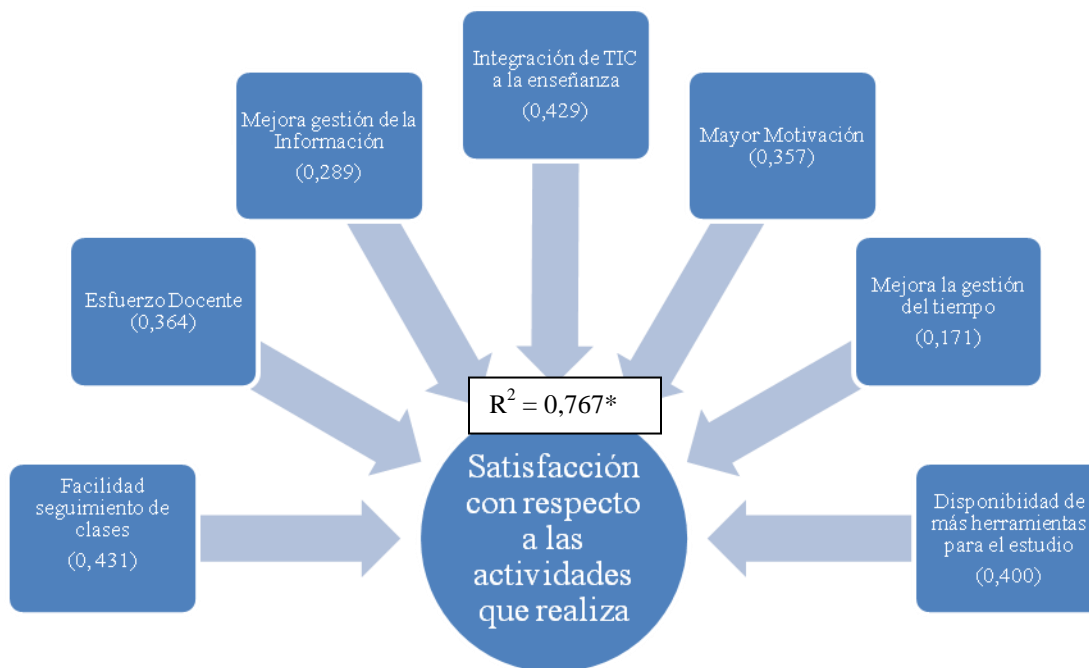 Integración de TIC
a la enseñanza
(0,429)
Mejora gestión de la
Información
(0,289)
Mayor Motivación
(0,357)
Esfuerzo Docente
(0,364)
Mejora la gestión
del tiempo
(0,171)
Facilidad
seguimiento de
clases
(0, 431)
Disponibiidad de
más herramientas
para el estudio
(0,400)
R² = 0,767*
Satisfacción
con respecto
a las
actividades
que realiza